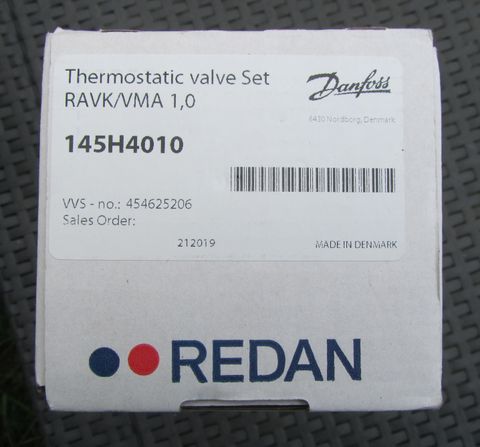 Thermostatic valve Set
RAVK/VMA 1,0
Danfoss
6430 Nordborg, Denmark
145H4010
VVS - no.: 454625206
Sales Order:
212019
MADE IN DENMARK
REDAN